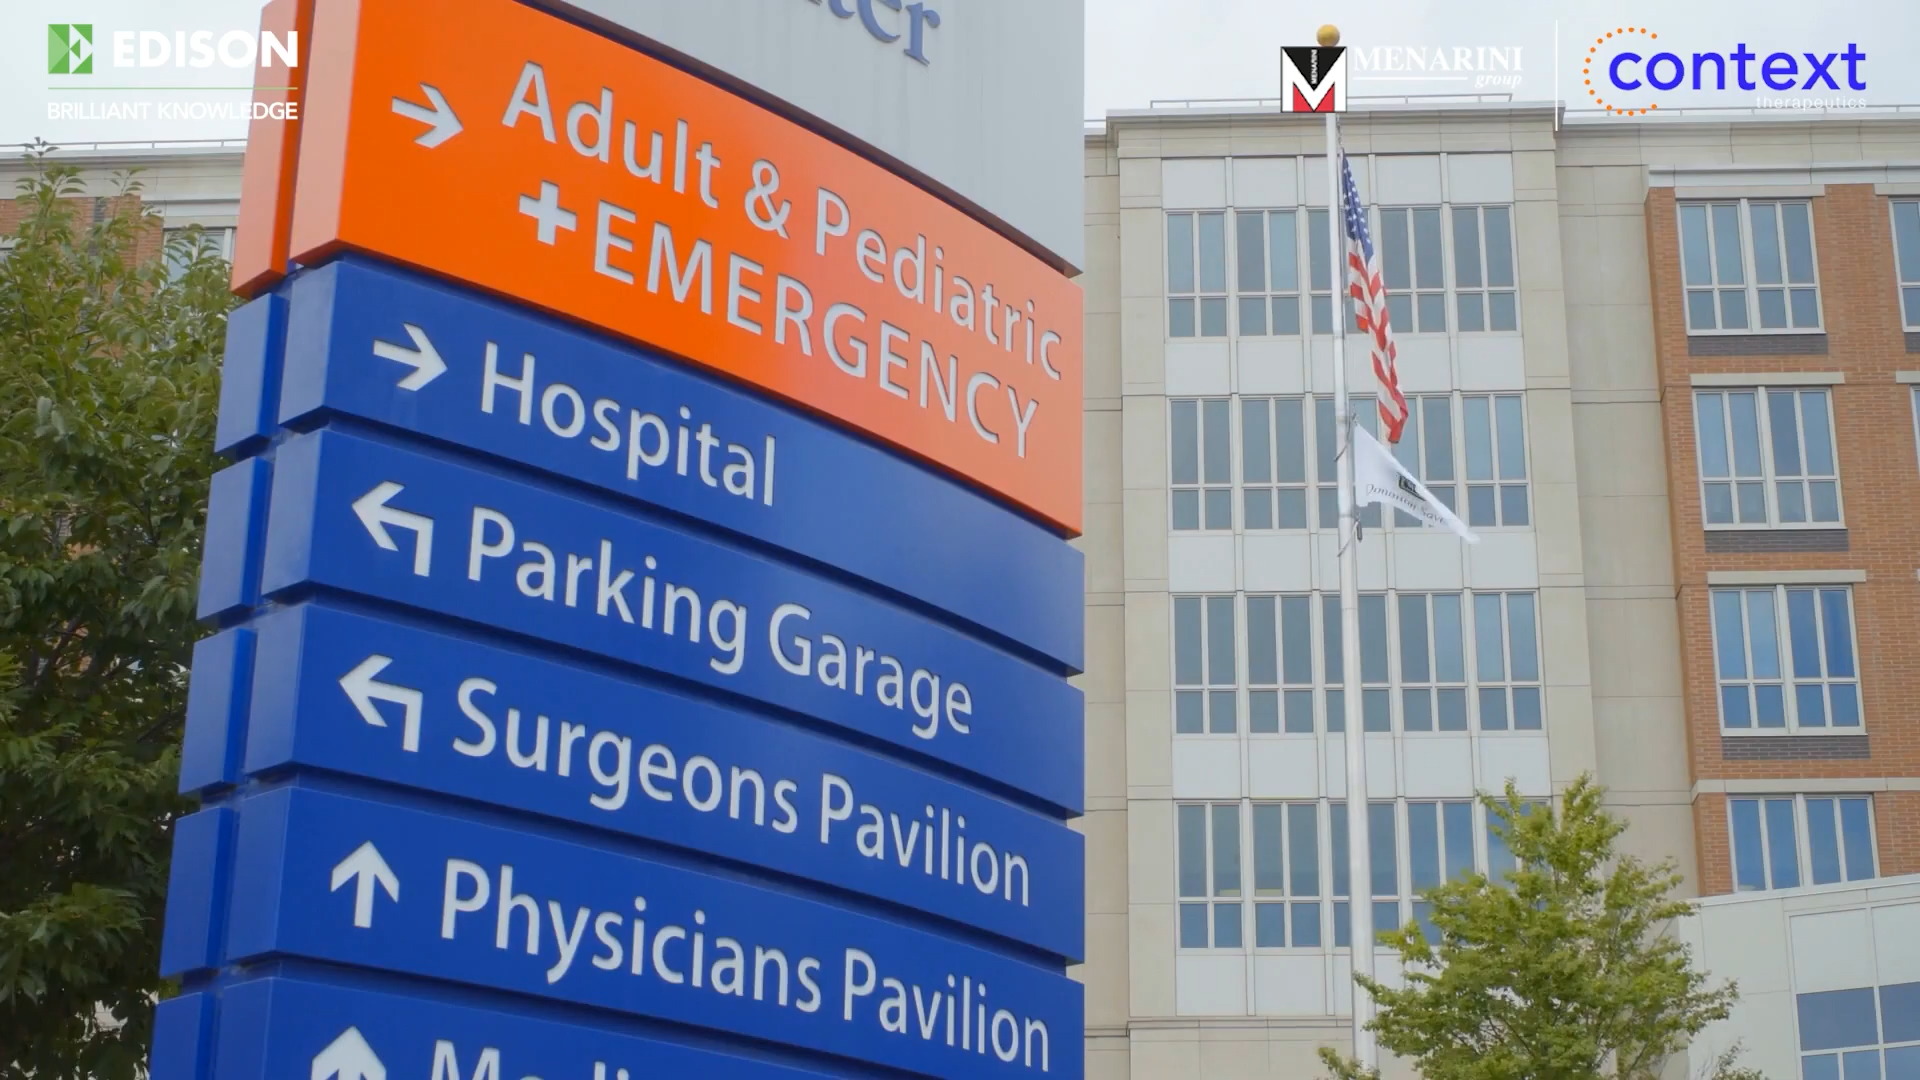 EDISON
BRILLIANT KNOWLEDGE
MENARINI
group
context
therapeutics
Adult & Pediatric
+EMERGENCY
Hospital
Parking Garage
Surgeons Pavilion
Physicians Pavilion